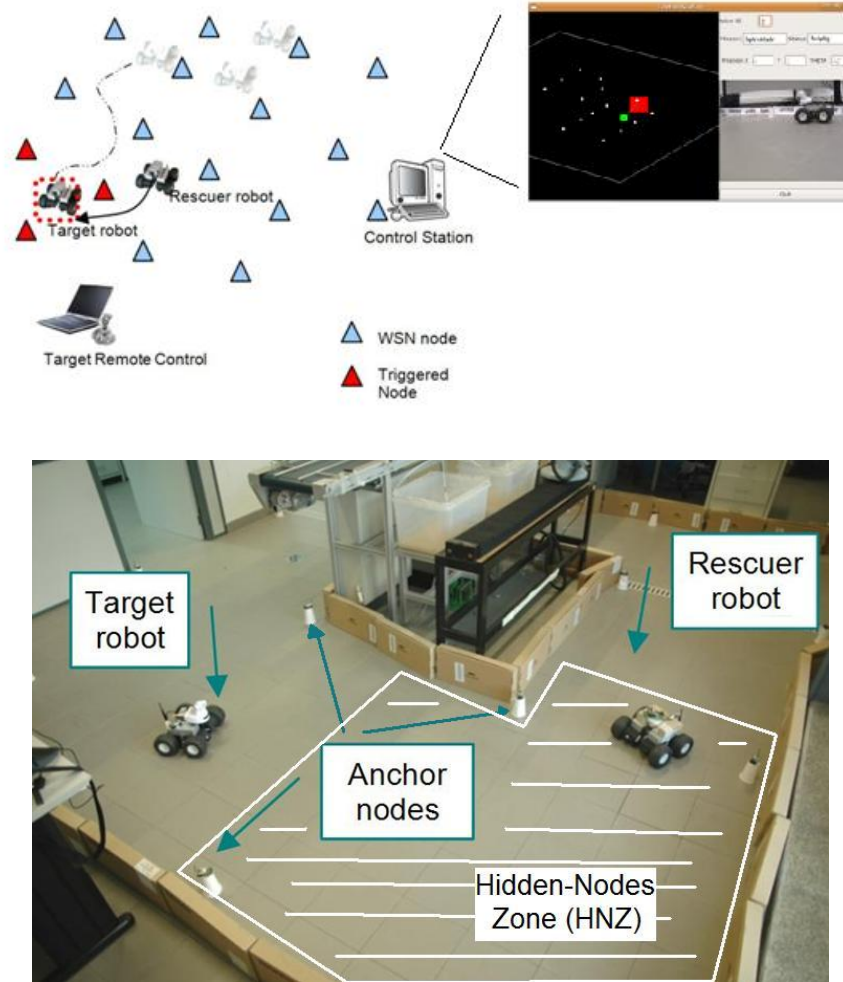 Rescuer robot
Target robot
Control Station
Target Remote Control
WSN node
Triggered
Node
Target
robot
Rescuer
robot
Anchor
nodes
Hidden-Nodes
Zone (HNZ)